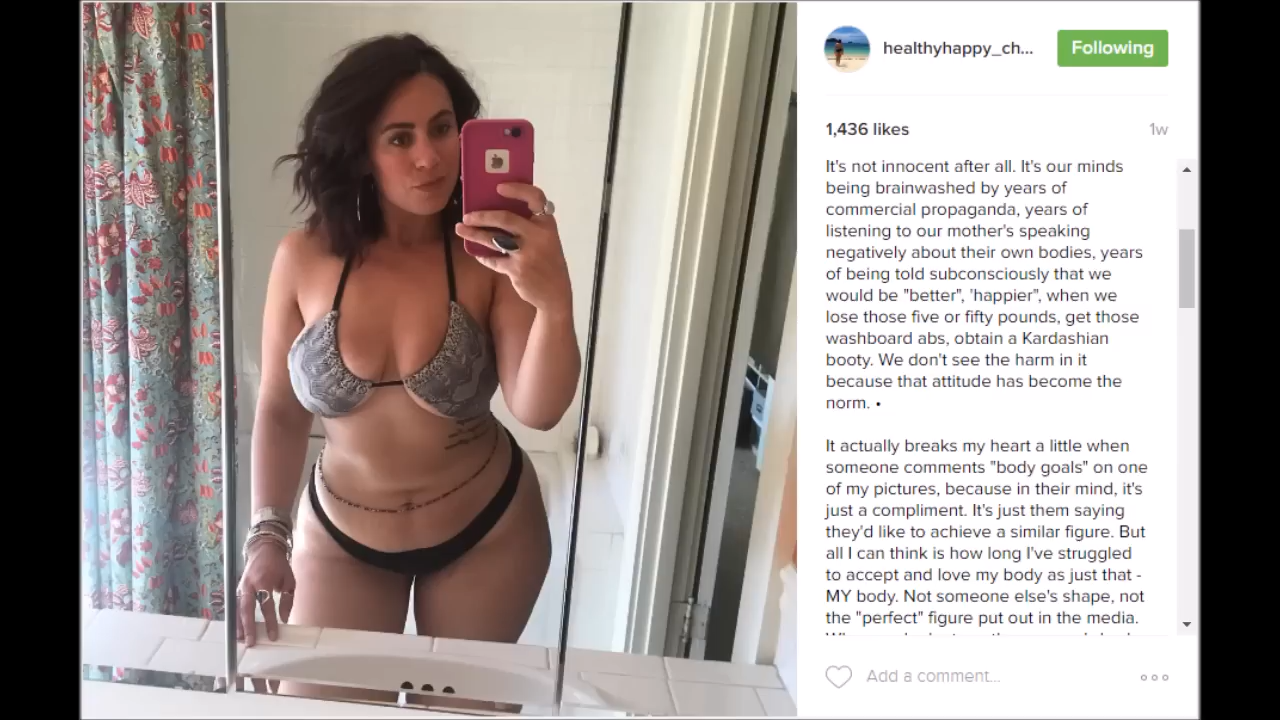 healthyhappy_ch...
Following
1,436 likes
1w
It's not innocent after all. It's our minds
being brainwashed by years of
commercial propaganda, years of
listening to our mother's speaking
negatively about their own bodies, years
of being told subconsciously that we
would be "better", 'happier", when we
lose those five or fifty pounds, get those
washboard abs, obtain a Kardashian
booty. We don't see the harm in it
because that attitude has become the
norm. •
It actually breaks my heart a little when
someone comments "body goals" on one
of my pictures, because in their mind, it's
just a compliment. It's just them saying
they'd like to achieve a similar figure. But
all I can think is how long I've struggled
to accept and love my body as just that -
MY body. Not someone else's shape, not
the "perfect" figure put out in the media.
Add a comment...